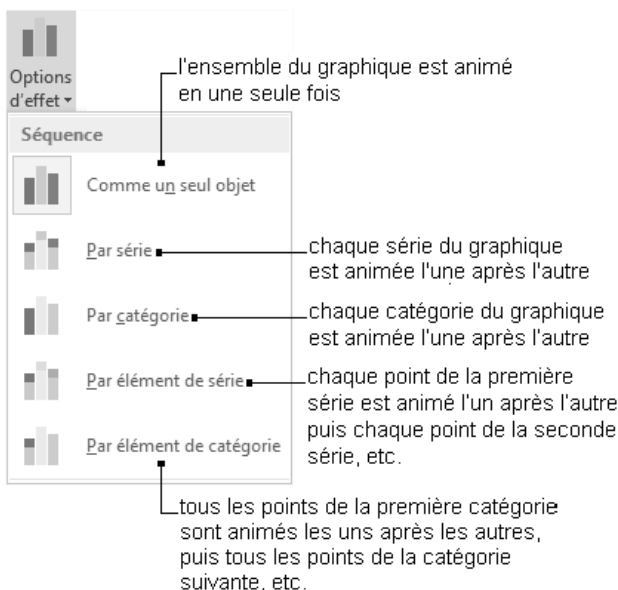 Options
d'effet
l'ensemble du graphique est animé
en une seule fois
Séquence
Comme un seul objet
Par série
chaque série du graphique
est animée l'une après l'autre
Par catégorie
chaque catégorie du graphique
est animée l'une après l'autre
Par élément de série
chaque point de la première
série est animé l'un après l'autre
puis chaque point de la seconde
série, etc.
Par élément de catégorie
tous les points de la première catégorie
sont animés les uns après les autres,
puis tous les points de la catégorie
suivante, etc.